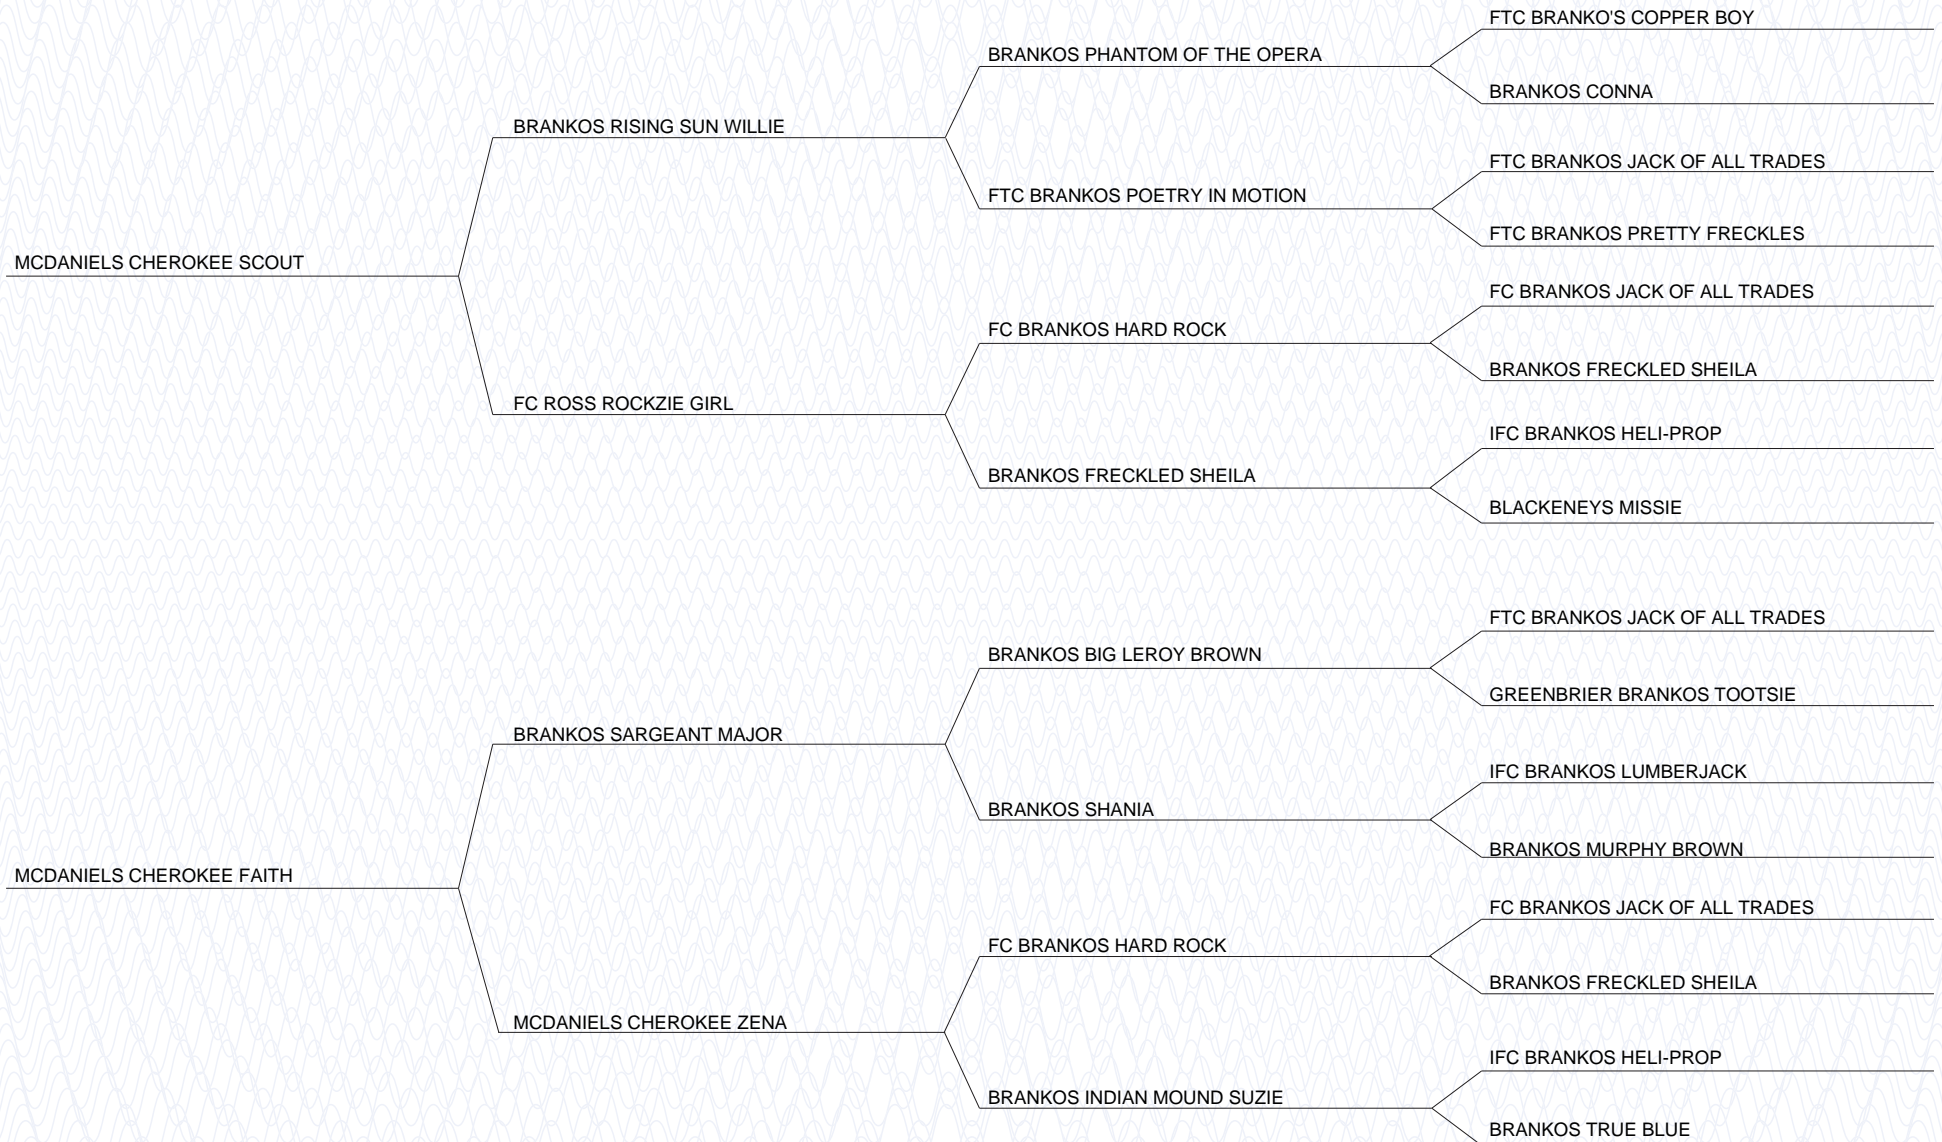 FTC BRANKO'S COPPER BOY
BRANKOS PHANTOM OF THE OPERA
BRANKOS CONNA
BRANKOS RISING SUN WILLIE
FTC BRANKOS JACK OF ALL TRADES
FTC BRANKOS POETRY IN MOTION
FTC BRANKOS PRETTY FRECKLES
MCDANIELS CHEROKEE SCOUT
FC BRANKOS JACK OF ALL TRADES
FC BRANKOS HARD ROCK
BRANKOS FRECKLED SHEILA
FC ROSS ROCKZIE GIRL
IFC BRANKOS HELI-PROP
BRANKOS FRECKLED SHEILA
BLACKENEYS MISSIE
FTC BRANKOS JACK OF ALL TRADES
BRANKOS BIG LEROY BROWN
GREENBRIER BRANKOS TOOTSIE
BRANKOS SARGEANT MAJOR
IFC BRANKOS LUMBERJACK
BRANKOS SHANIA
BRANKOS MURPHY BROWN
MCDANIELS CHEROKEE FAITH
FC BRANKOS JACK OF ALL TRADES
FC BRANKOS HARD ROCK
BRANKOS FRECKLED SHEILA
MCDANIELS CHEROKEE ZENA
IFC BRANKOS HELI-PROP
BRANKOS INDIAN MOUND SUZIE
BRANKOS TRUE BLUE